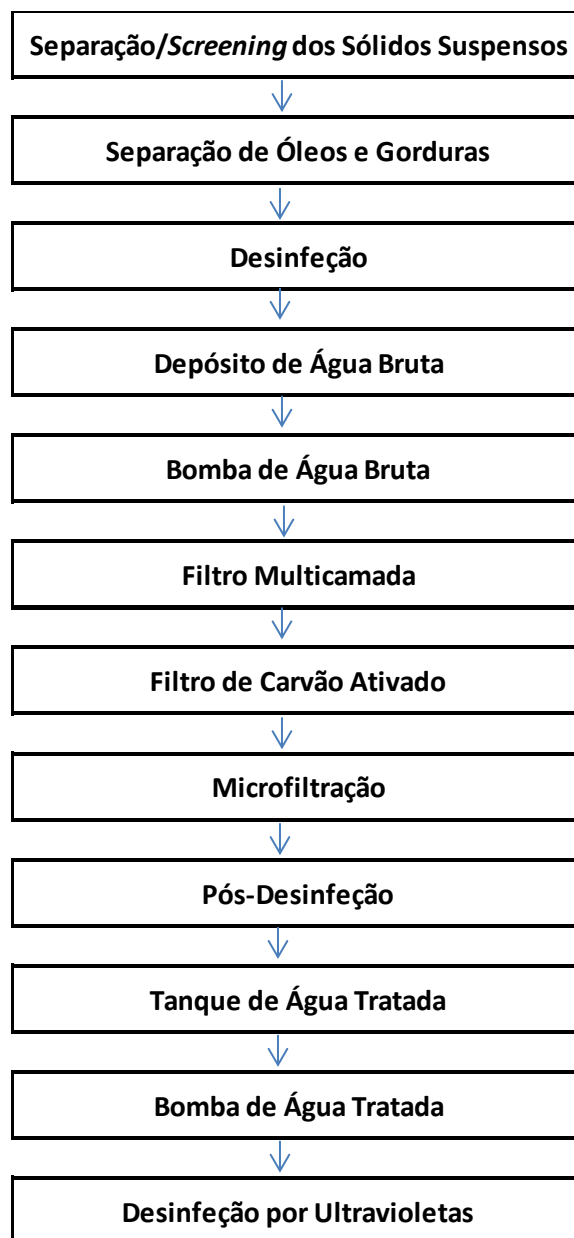 Separação/Screening dos Sólidos Suspensos
Separação de Óleos e Gorduras
Desinfeção
Depósito de Água Bruta
Bomba de Água Bruta
Filtro Multicamada
Filtro de Carvão Ativado
Microfiltração
Pós-Desinfeção
Tanque de Água Tratada
Bomba de Água Tratada
Desinfeção por Ultravioletas